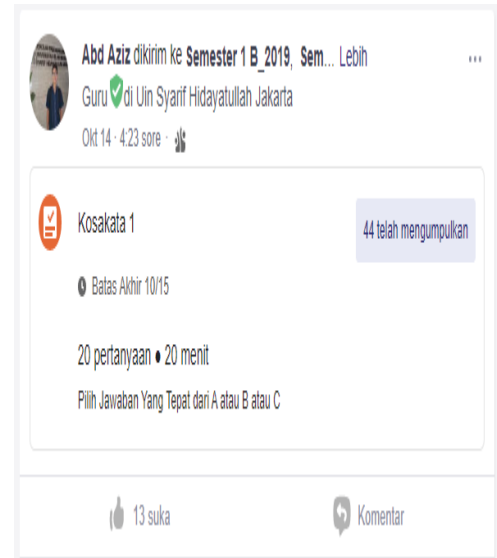 Abd Aziz dikirim ke Semester 1 B_2019, Sem... Lebih
Guru di Uin Syarif Hidayatullah Jakarta
Okt 14 · 4:23 sore ·
Kosakata 1
44 telah mengumpulkan
Batas Akhir 10/15
20 pertanyaan ● 20 menit
Pilih Jawaban Yang Tepat dari A atau B atau C
13 suka
Komentar